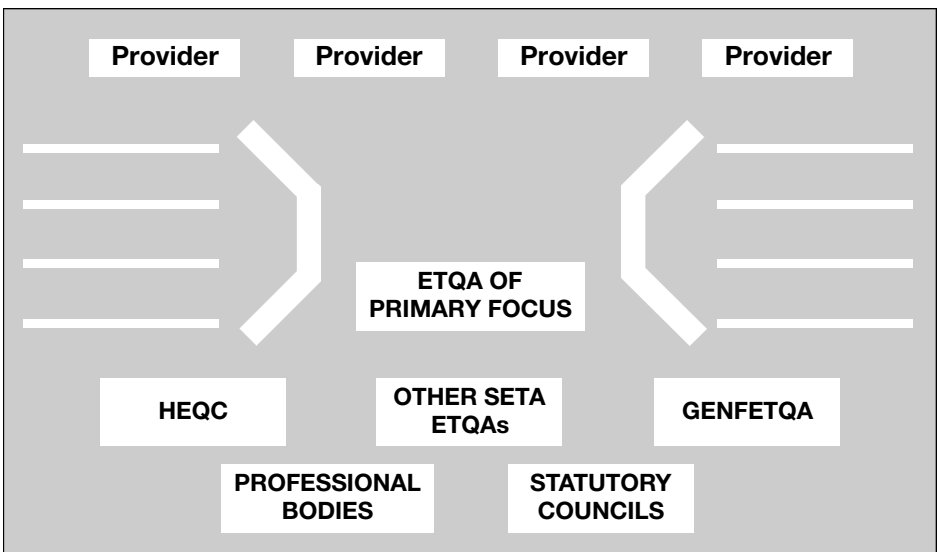 Provider Provider Provider Provider
ETQA OF
PRIMARY FOCUS
HEQC
OTHER SETA
ETQAs
GENFETQA
PROFESSIONAL
BODIES
STATUTORY
COUNCILS